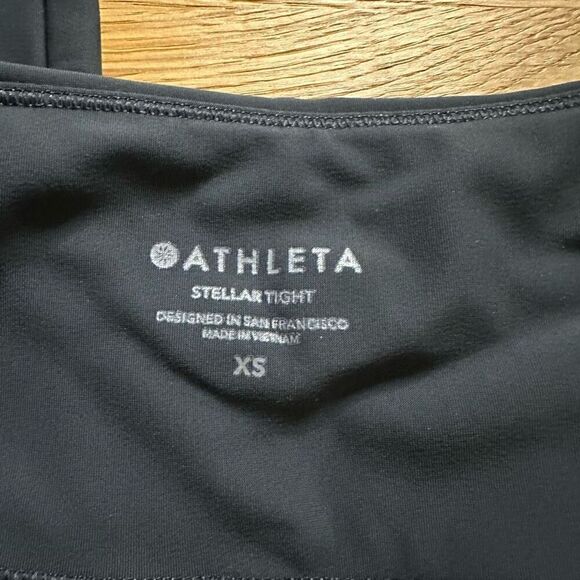 ATHLETA
STELLAR TIGHT
DESIGNED IN SAN FRANCISCO
MADE IN VIETNAM
XS